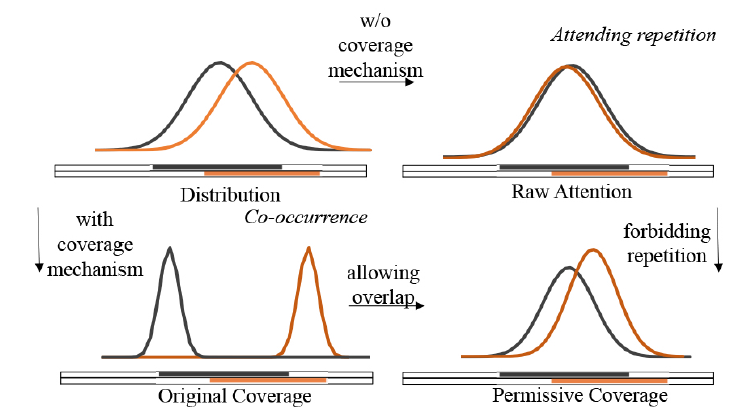 w/o
coverage
mechanism
Attending repetition
Distribution
Raw Attention
with
coverage
mechanism
Co-occurrence
allowing
overlap
forbidding
repetition
Original Coverage
Permissive Coverage